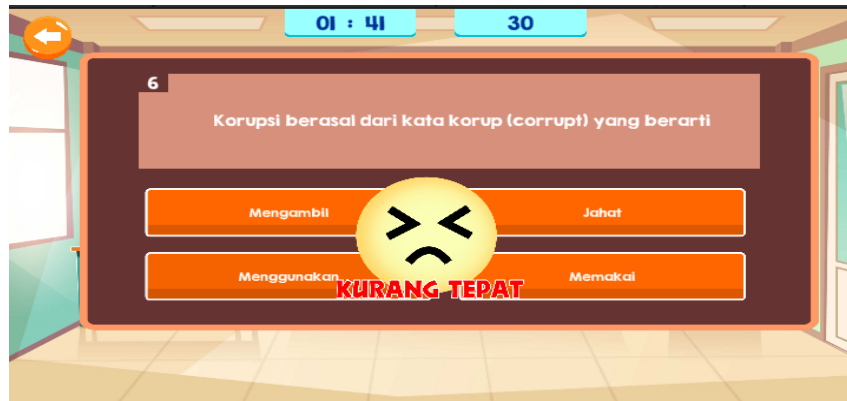 01 : 41
30
6
Korupsi berasal dari kata korup (corrupt) yang berarti
Mengambil
Jahat
Menggunakan
Memakai
KURANG TEPAT